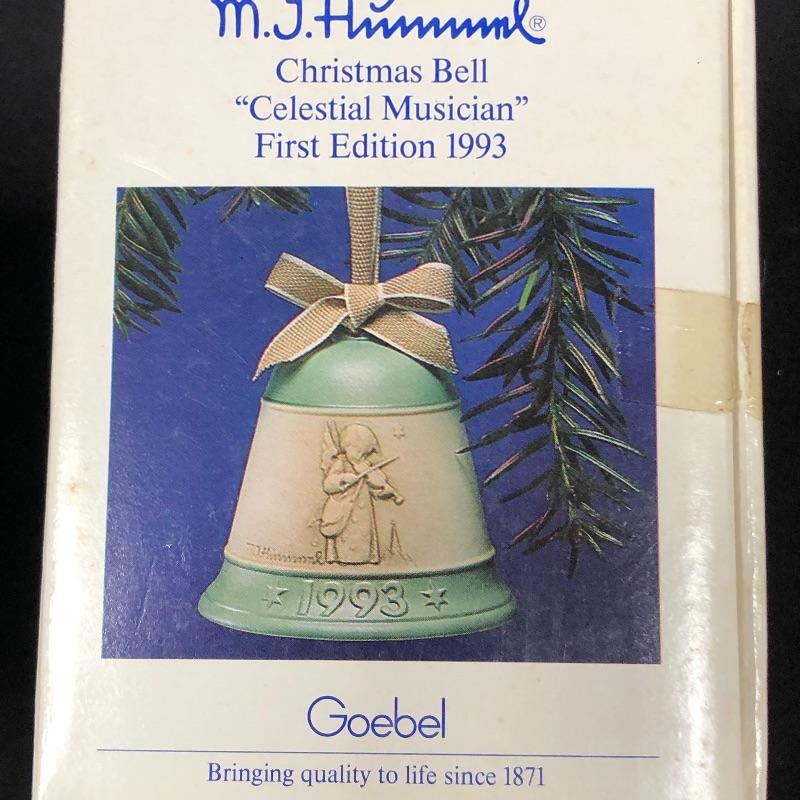 M.J.Hummel®
Christmas Bell
“Celestial Musician”
First Edition 1993
M.J.Hummel
1993
Goebel
Bringing quality to life since 1871